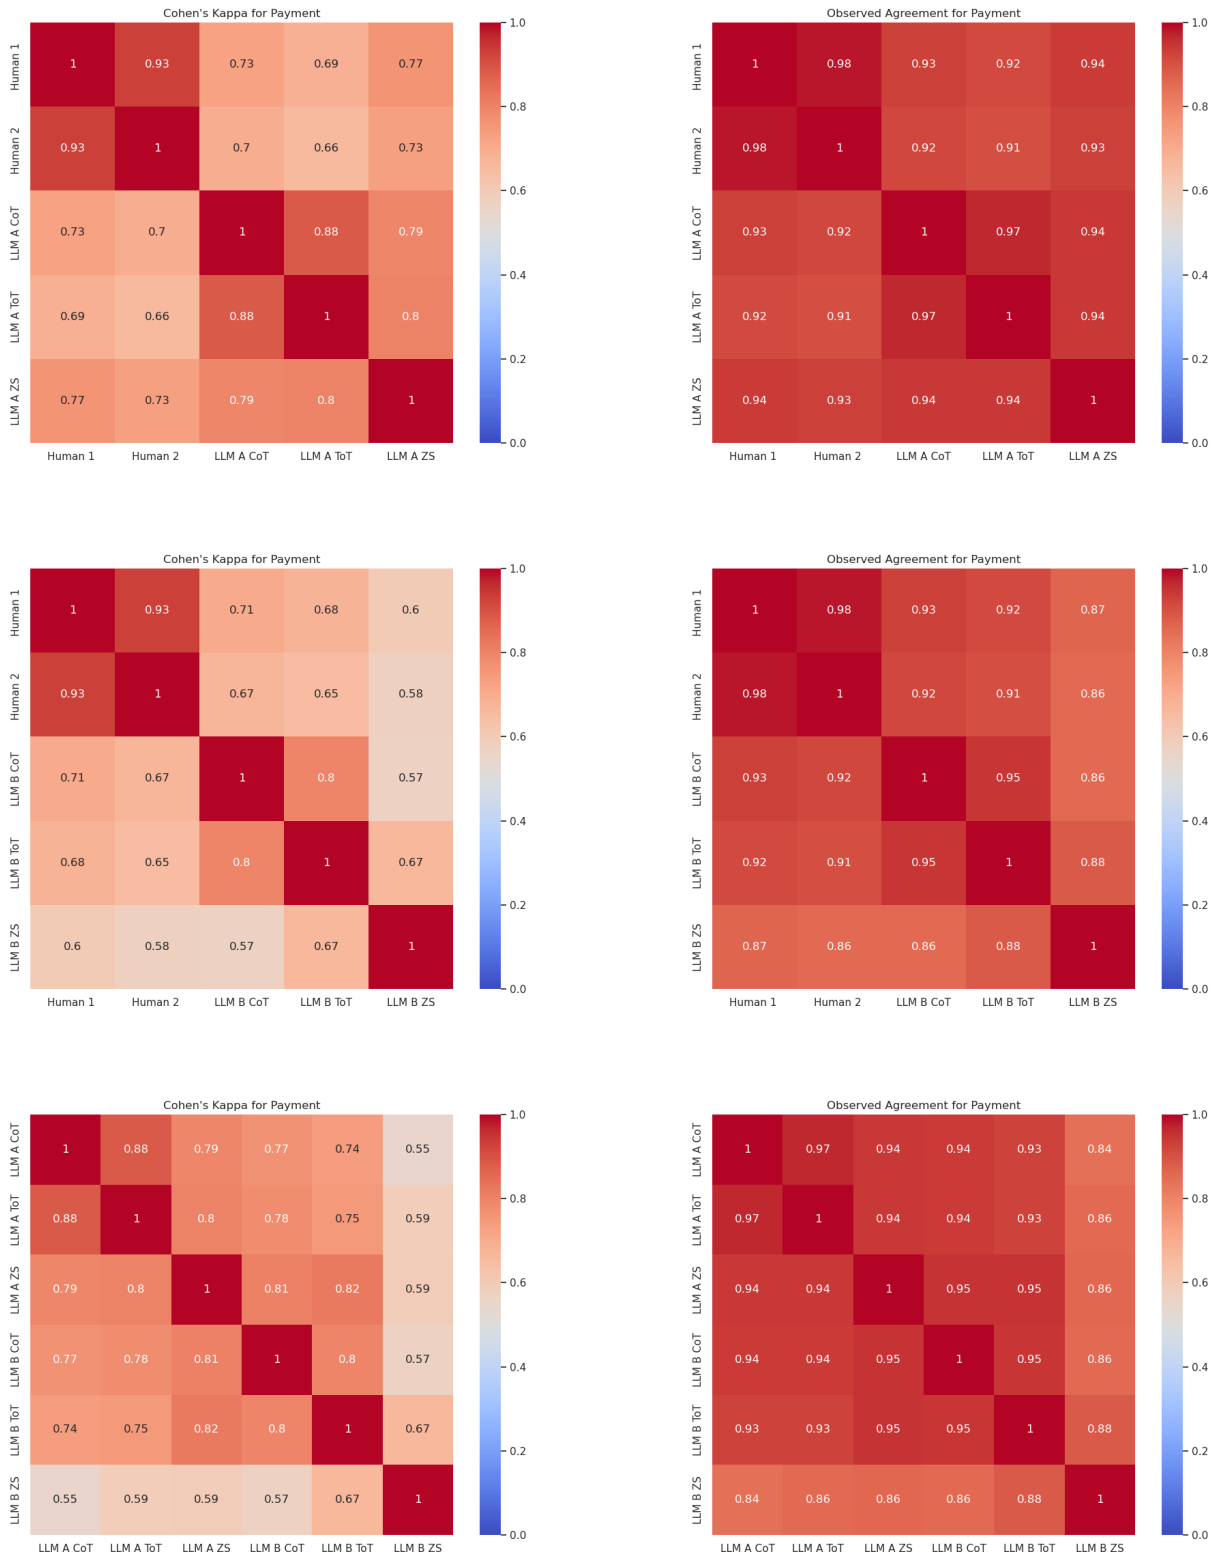 Cohen's Kappa for Payment
Human 1 1 0.93 0.73 0.69 0.77
Human 2 0.93 1 0.7 0.66 0.73
LLM A CoT 0.73 0.7 1 0.88 0.79
LLM A ToT 0.69 0.66 0.88 1 0.8
LLM A ZS 0.77 0.73 0.79 0.8 1
Human 1 Human 2 LLM A CoT LLM A ToT LLM A ZS
1.0
0.8
0.6
0.4
0.2
0.0
Observed Agreement for Payment
Human 1 1 0.98 0.93 0.92 0.94
Human 2 0.98 1 0.92 0.91 0.93
LLM A CoT 0.93 0.92 1 0.97 0.94
LLM A ToT 0.92 0.91 0.97 1 0.94
LLM A ZS 0.94 0.93 0.94 0.94 1
Human 1 Human 2 LLM A CoT LLM A ToT LLM A ZS
1.0
0.8
0.6
0.4
0.2
0.0
Cohen's Kappa for Payment
Human 1 1 0.93 0.71 0.68 0.6
Human 2 0.93 1 0.67 0.65 0.58
LLM B CoT 0.71 0.67 1 0.8 0.57
LLM B ToT 0.68 0.65 0.8 1 0.67
LLM B ZS 0.6 0.58 0.57 0.67 1
Human 1 Human 2 LLM B CoT LLM B ToT LLM B ZS
1.0
0.8
0.6
0.4
0.2
0.0
Observed Agreement for Payment
Human 1 1 0.98 0.93 0.92 0.87
Human 2 0.98 1 0.92 0.91 0.86
LLM B CoT 0.93 0.92 1 0.95 0.86
LLM B ToT 0.92 0.91 0.95 1 0.88
LLM B ZS 0.87 0.86 0.86 0.88 1
Human 1 Human 2 LLM B CoT LLM B ToT LLM B ZS
1.0
0.8
0.6
0.4
0.2
0.0
Cohen's Kappa for Payment
LLM A CoT 1 0.88 0.79 0.77 0.74 0.55
LLM A ToT 0.88 1 0.8 0.78 0.75 0.59
LLM A ZS 0.79 0.8 1 0.81 0.82 0.59
LLM B CoT 0.77 0.78 0.81 1 0.8 0.57
LLM B ToT 0.74 0.75 0.82 0.8 1 0.67
LLM B ZS 0.55 0.59 0.59 0.57 0.67 1
LLM A CoT LLM A ToT LLM A ZS LLM B CoT LLM B ToT LLM B ZS
1.0
0.8
0.6
0.4
0.2
0.0
Observed Agreement for Payment
LLM A CoT 1 0.97 0.94 0.94 0.93 0.84
LLM A ToT 0.97 1 0.94 0.94 0.93 0.86
LLM A ZS 0.94 0.94 1 0.95 0.95 0.86
LLM B CoT 0.94 0.94 0.95 1 0.95 0.86
LLM B ToT 0.93 0.93 0.95 0.95 1 0.88
LLM B ZS 0.84 0.86 0.86 0.86 0.88 1
LLM A CoT LLM A ToT LLM A ZS LLM B CoT LLM B ToT LLM B ZS
1.0
0.8
0.6
0.4
0.2
0.0